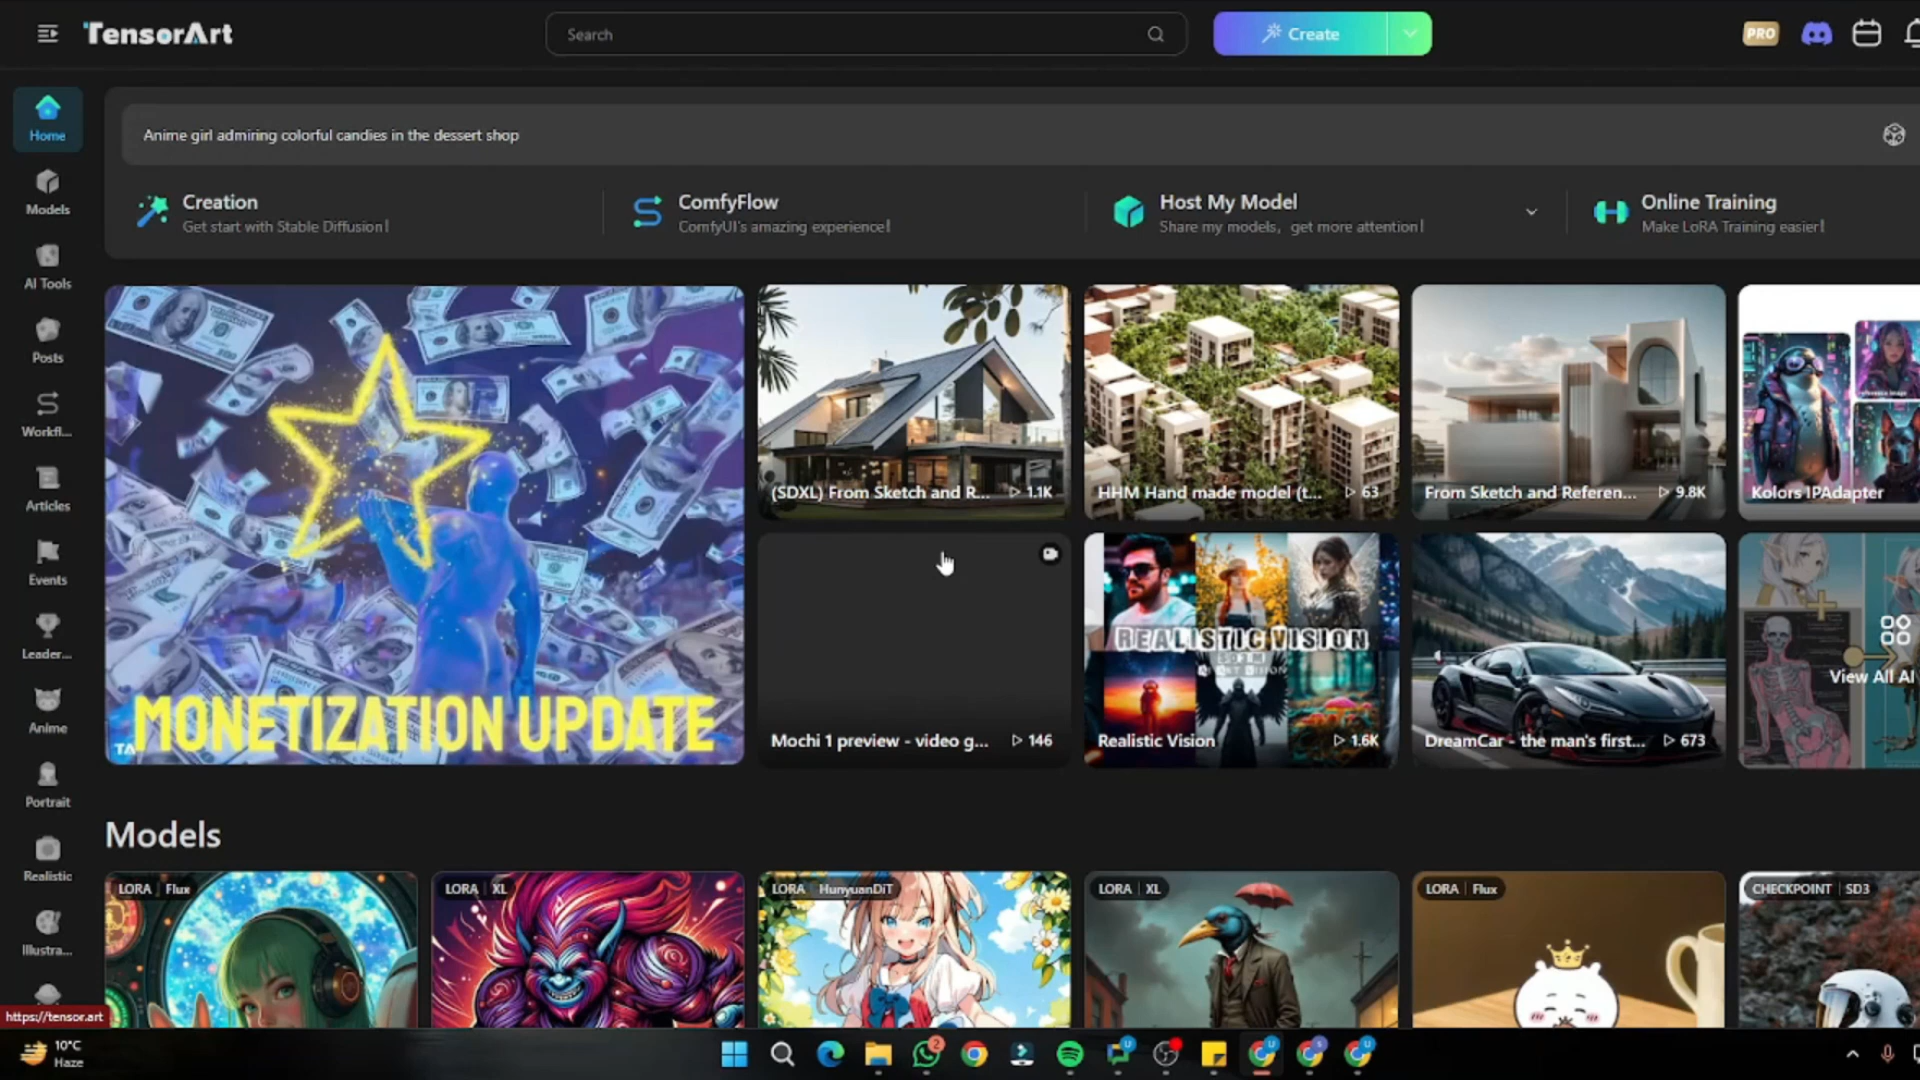 TensorArt
Search
Create
PRO
Home
Models
AI Tools
Posts
Workfl...
Articles
Events
Leader...
Anime
Portrait
Realistic
Illustra...
Anime girl admiring colorful candies in the dessert shop
Creation
Get start with Stable Diffusion!
ComfyFlow
ComfyUI's amazing experience!
Host My Model
Share my models, get more attention!
Online Training
Make LoRA Training easier!
MONETIZATION UPDATE
TA
(SDXL) From Sketch and R... 1.1K
HHM Hand made model (t... 63
From Sketch and Referen... 9.8K
Kolors IPAdapter
Mochi 1 preview - video g... 146
REALISTIC VISION
Realistic Vision 1.6K
DreamCar - the man's first... 673
View All AI
Models
LORA Flux
LORA XL
LORA HunyuanDiT
LORA XL
LORA Flux
CHECKPOINT SD3
https://tensor.art
10°C
Haze
2